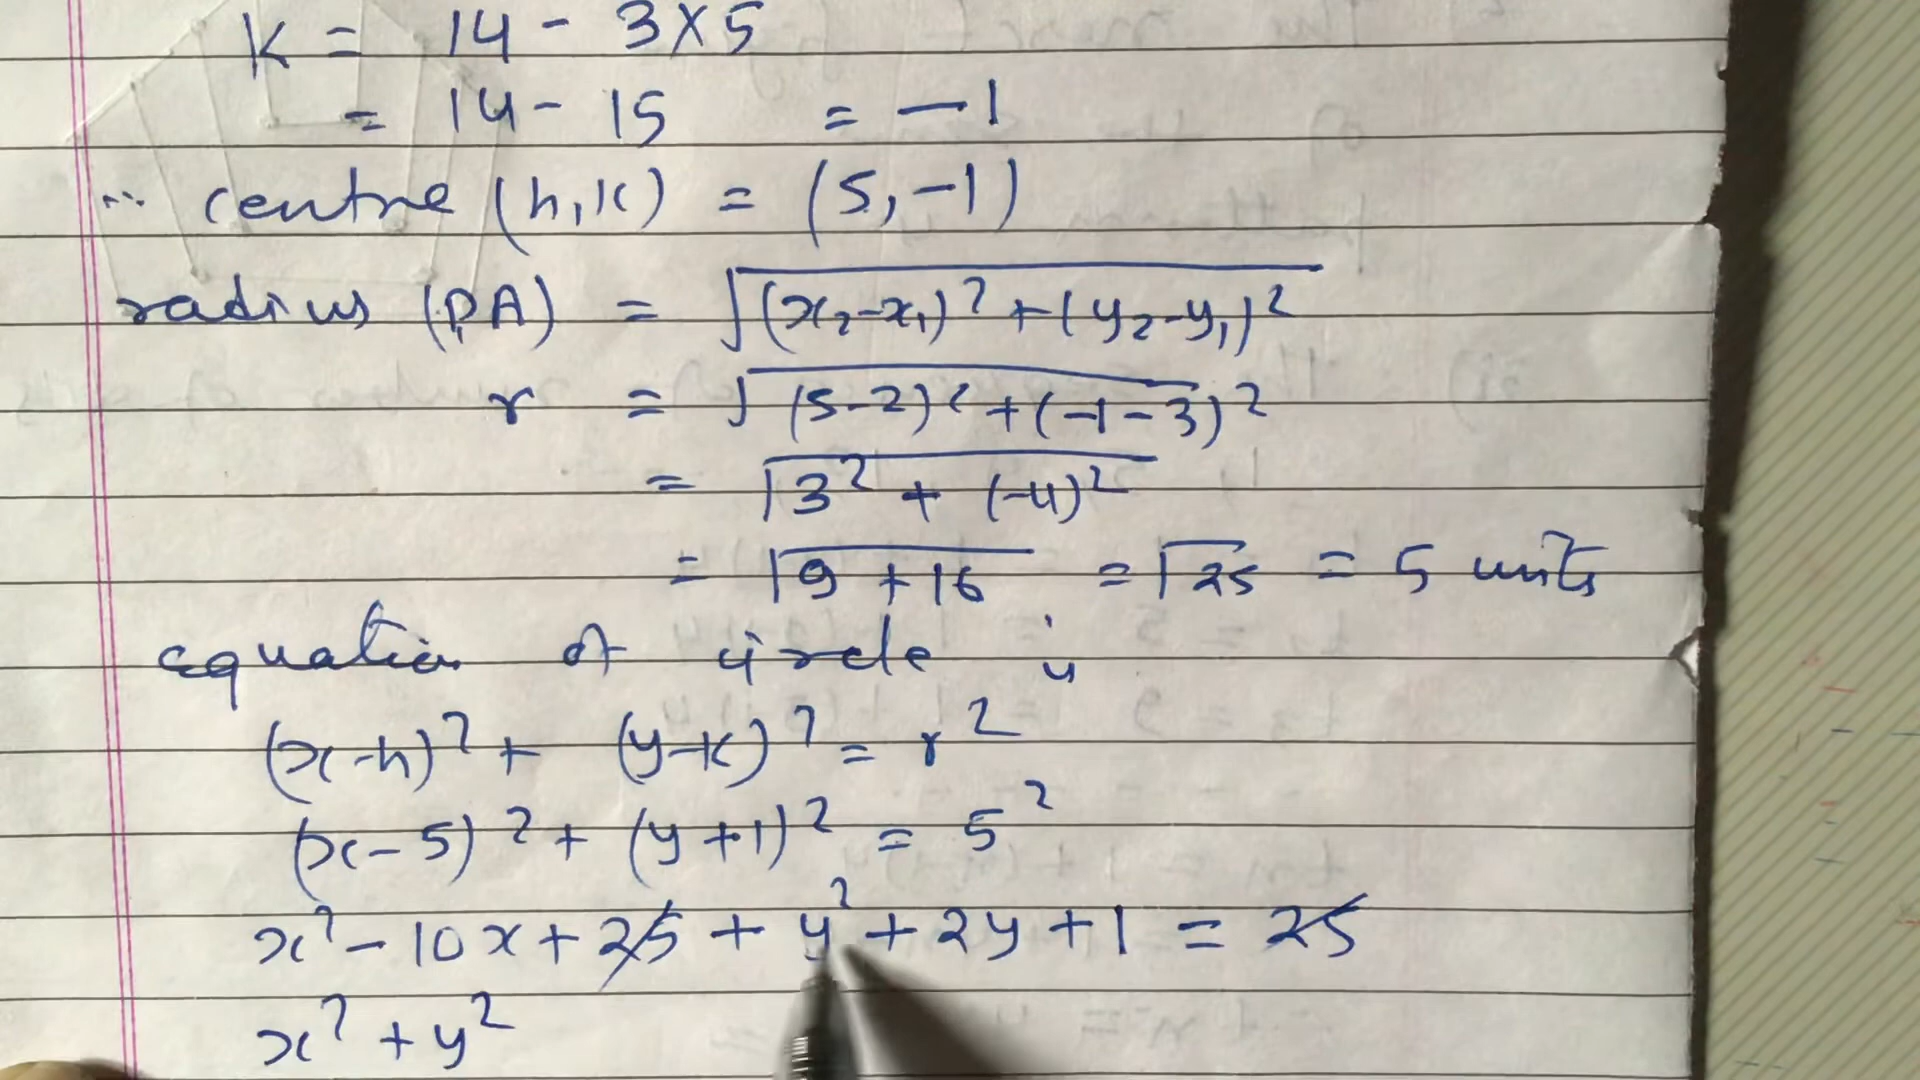 K = 14 - 3×5
= 14 - 15 = -1
∴ centre (h,k) = (5,-1)
radius (PA) = √(x₂-x₁)² + (y₂-y₁)²
r = √(5-2)² + (-1-3)²
= √3² + (-4)²
= √9 + 16 = √25 = 5 units
equation of circle is
(x-h)² + (y-k)² = r²
(x-5)² + (y+1)² = 5²
x² - 10x + 25 + y² + 2y + 1 = 25
x² + y²